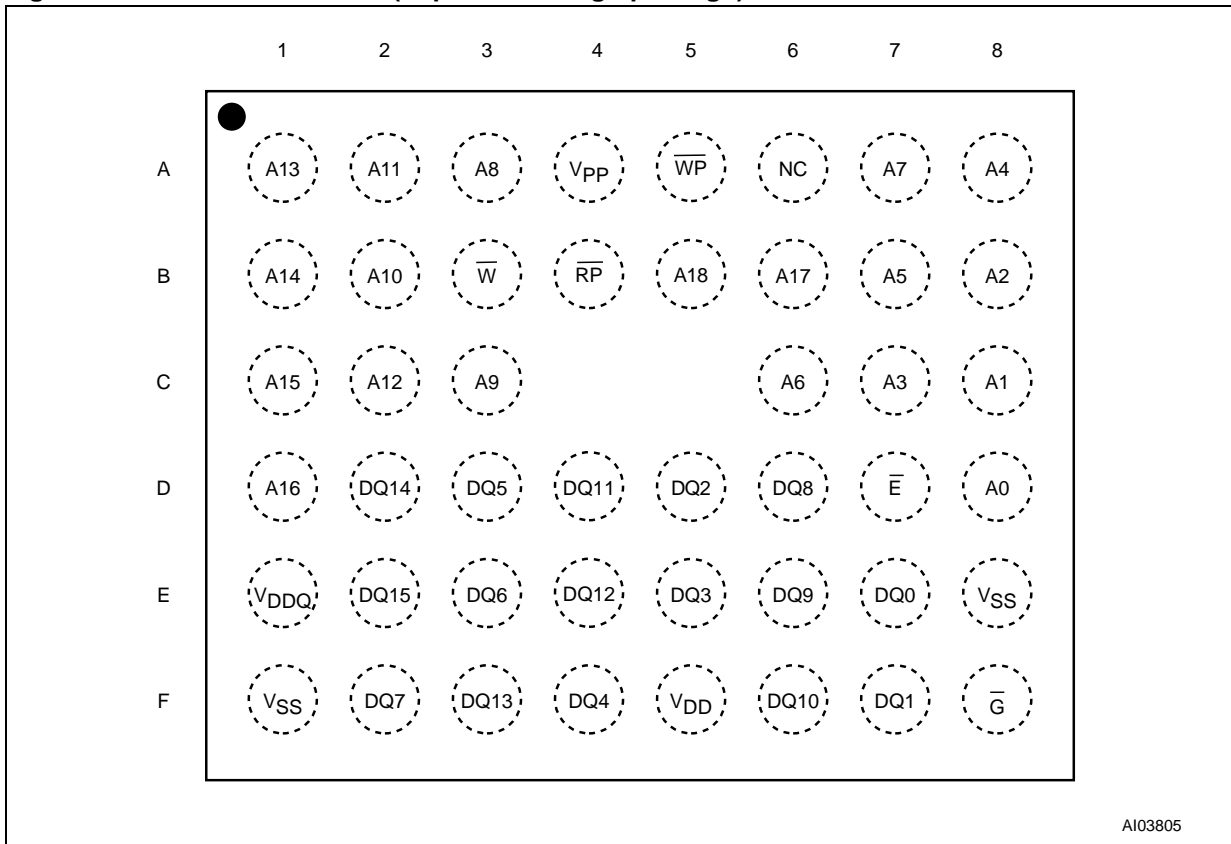 1 2 3 4 5 6 7 8
A A13 A11 A8 VPP W̅P̅ NC A7 A4
B A14 A10 W̅ R̅P̅ A18 A17 A5 A2
C A15 A12 A9 A6 A3 A1
D A16 DQ14 DQ5 DQ11 DQ2 DQ8 E̅ A0
E VDDQ DQ15 DQ6 DQ12 DQ3 DQ9 DQ0 VSS
F VSS DQ7 DQ13 DQ4 VDD DQ10 DQ1 G̅
AI03805